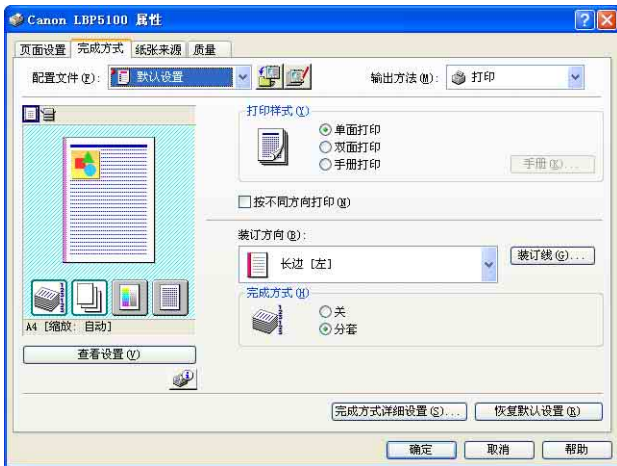 Canon LBP5100 属性
页面设置 完成方式 纸张来源 质量
配置文件(F): 默认设置 输出方法(M): 打印
打印样式(Y)
单面打印
双面打印
手册打印 手册(K)...
按不同方向打印(N)
装订方向(B):
长边 [左] 装订线(G)...
完成方式(H)
关
分套
A4 [缩放: 自动]
查看设置(V)
完成方式详细设置(S)... 恢复默认设置(R)
确定 取消 帮助